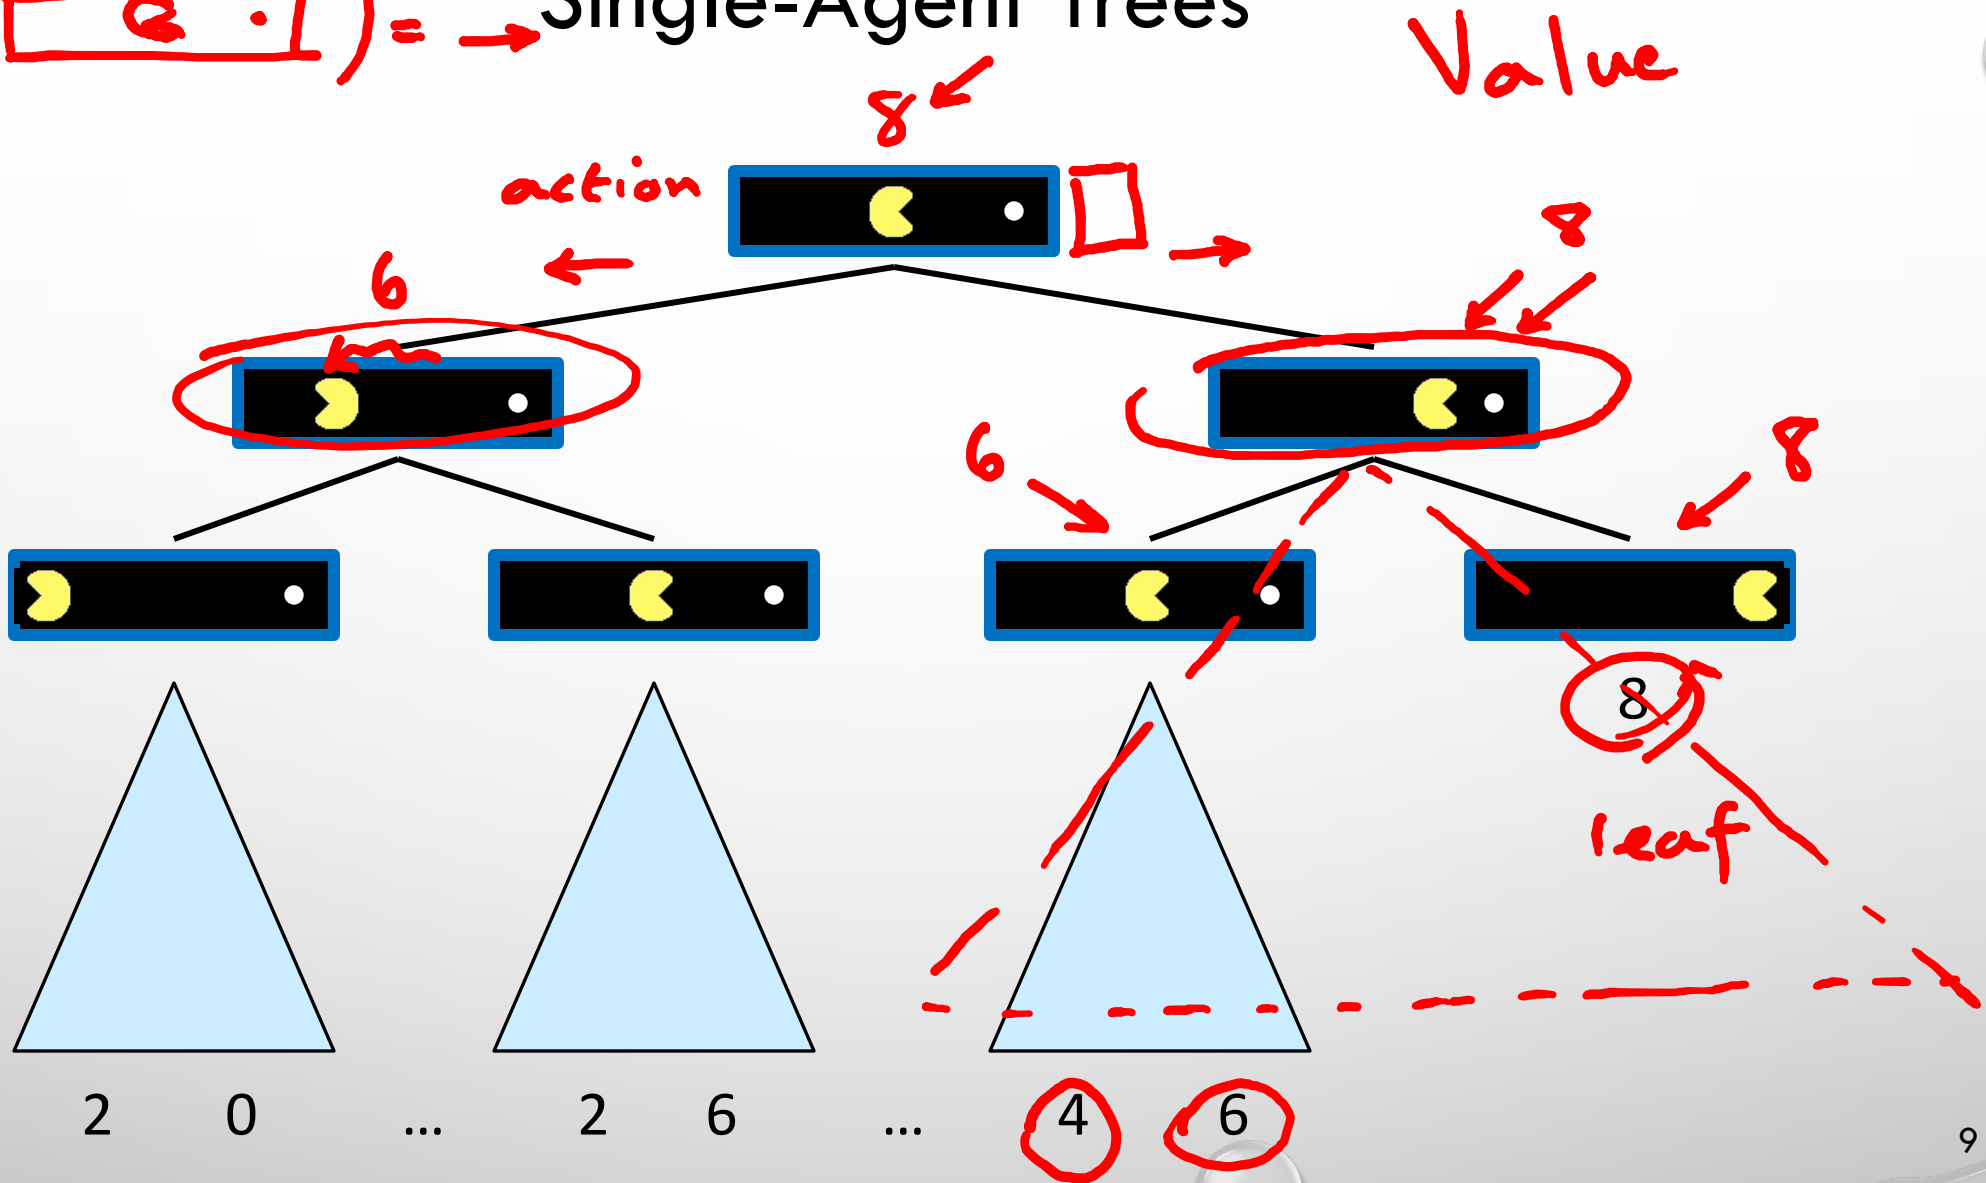 Single-Agent Trees
=
Value
8
action
8
6
6
8
8
leaf
2 0 ... 2 6 ... 4 6
9